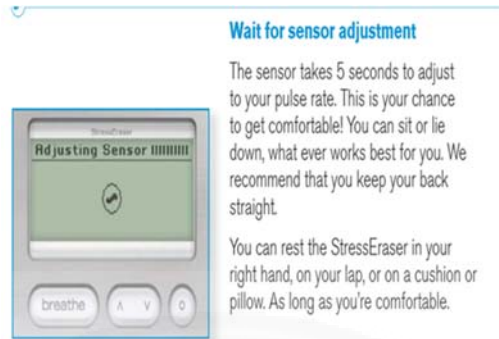 Wait for sensor adjustment
The sensor takes 5 seconds to adjust
to your pulse rate. This is your chance
to get comfortable! You can sit or lie
down, what ever works best for you. We
recommend that you keep your back
straight.
You can rest the StressEraser in your
right hand, on your lap, or on a cushion or
pillow. As long as you're comfortable.
StressEraser
Adjusting Sensor
breathe